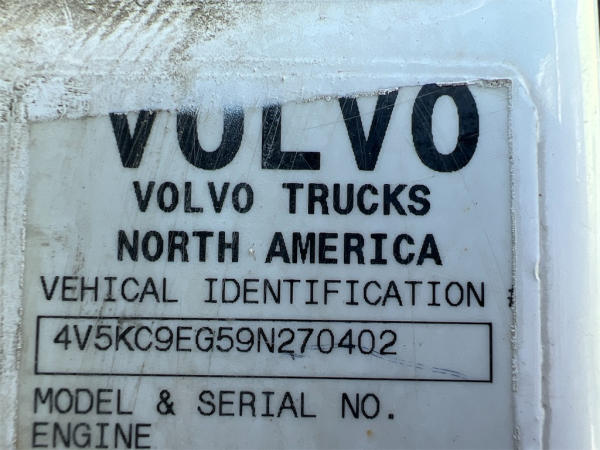 VOLVO
VOLVO TRUCKS
NORTH AMERICA
VEHICAL IDENTIFICATION
4V5KC9EG59N270402
MODEL & SERIAL NO.
ENGINE